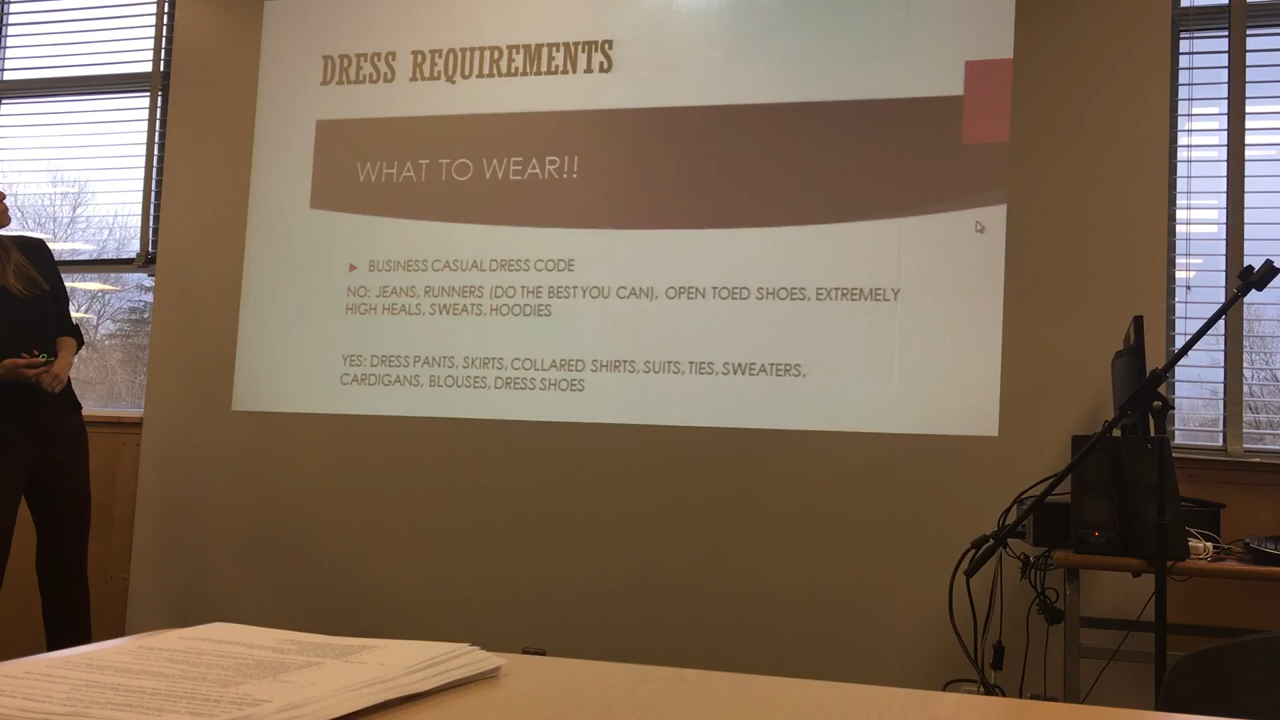 DRESS REQUIREMENTS
WHAT TO WEAR!!
BUSINESS CASUAL DRESS CODE
NO: JEANS, RUNNERS (DO THE BEST YOU CAN), OPEN TOED SHOES, EXTREMELY
HIGH HEALS, SWEATS, HOODIES
YES: DRESS PANTS, SKIRTS, COLLARED SHIRTS, SUITS, TIES, SWEATERS,
CARDIGANS, BLOUSES, DRESS SHOES